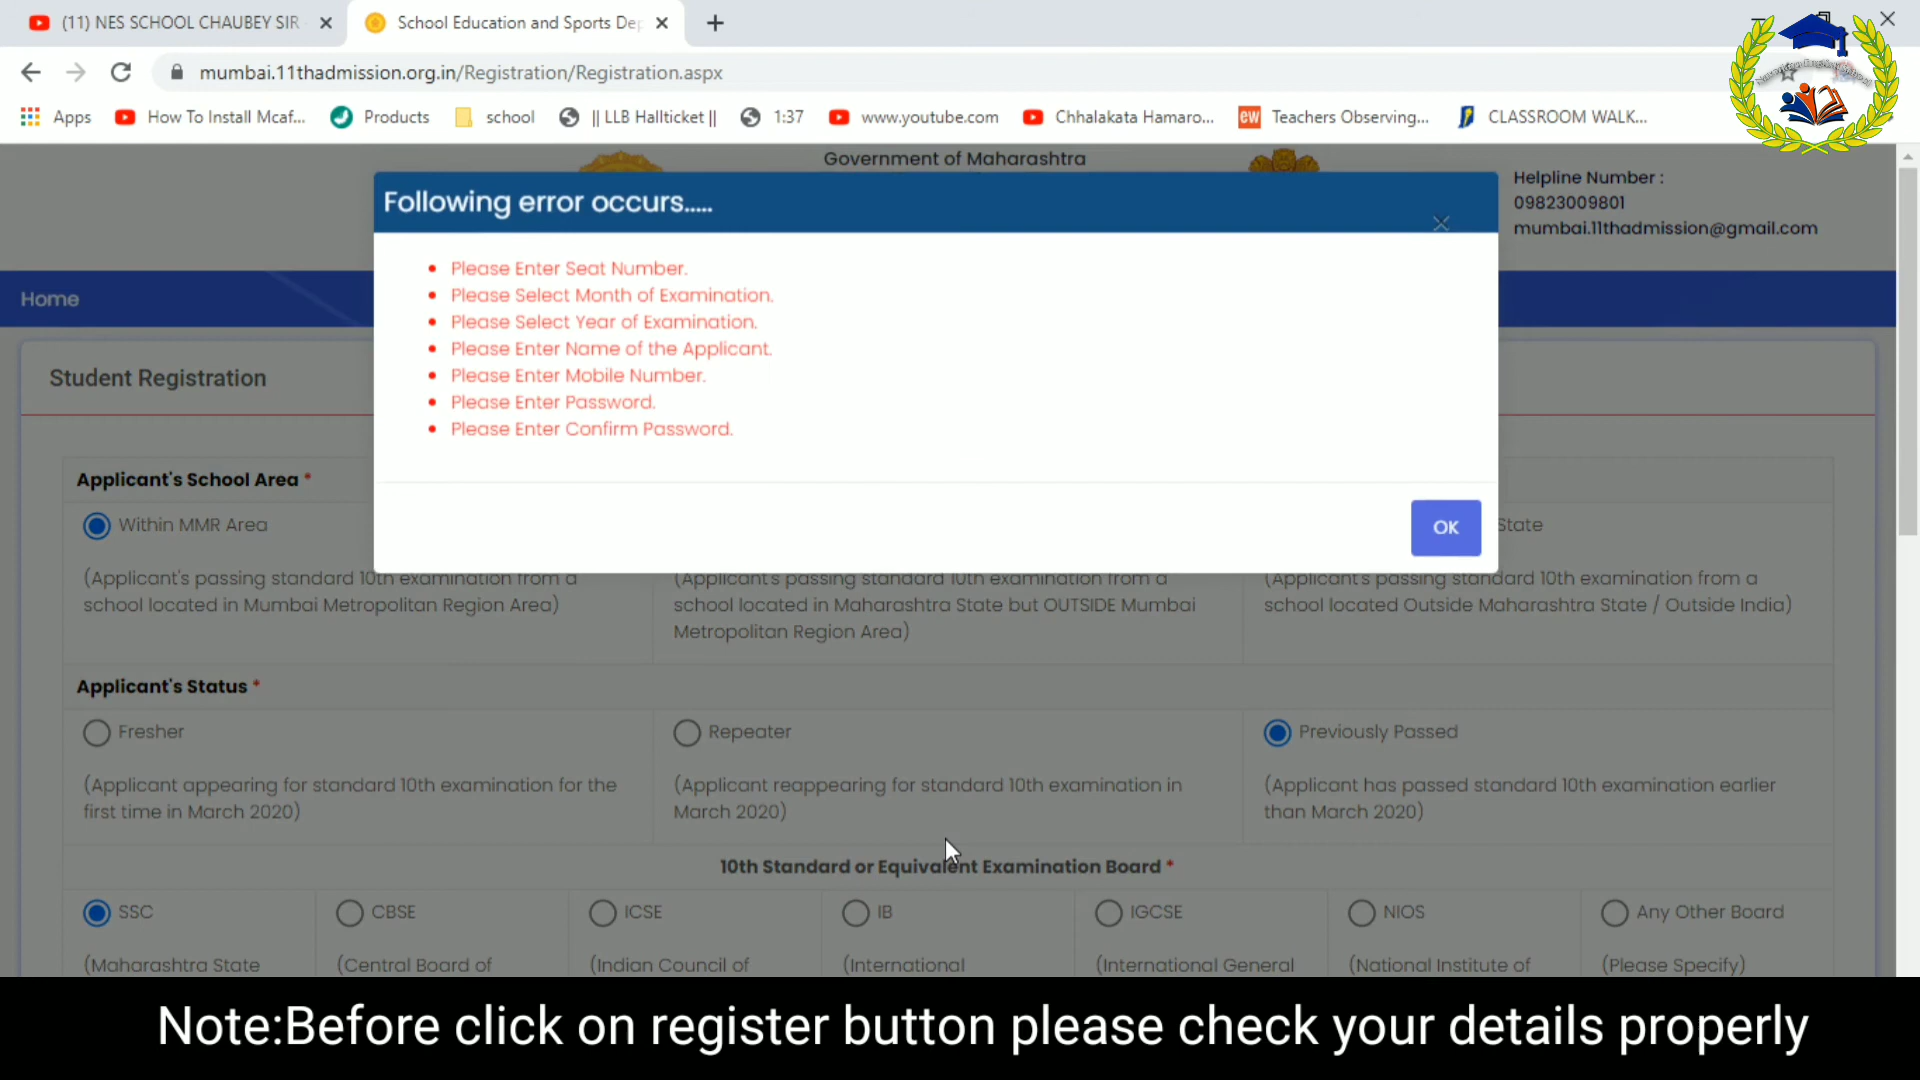 (11) NES SCHOOL CHAUBEY SIR
School Education and Sports De
mumbai.11thadmission.org.in/Registration/Registration.aspx
Apps
How To Install Mcaf...
Products
school
|| LLB Hallticket ||
1:37
www.youtube.com
Chhalakata Hamaro...
ew
Teachers Observing...
CLASSROOM WALK...
Government of Maharashtra
Helpline Number :
09823009801
mumbai.11thadmission@gmail.com
Following error occurs.....
Please Enter Seat Number.
Please Select Month of Examination.
Please Select Year of Examination.
Please Enter Name of the Applicant.
Please Enter Mobile Number.
Please Enter Password.
Please Enter Confirm Password.
OK
Home
Student Registration
Applicant's School Area *
Within MMR Area
State
(Applicant's passing standard 10th examination from a
school located in Mumbai Metropolitan Region Area)
(Applicant's passing standard 10th examination from a
school located in Maharashtra State but OUTSIDE Mumbai
Metropolitan Region Area)
(Applicant's passing standard 10th examination from a
school located Outside Maharashtra State / Outside India)
Applicant's Status *
Fresher
(Applicant appearing for standard 10th examination for the
first time in March 2020)
Repeater
(Applicant reappearing for standard 10th examination in
March 2020)
Previously Passed
(Applicant has passed standard 10th examination earlier
than March 2020)
10th Standard or Equivalent Examination Board *
SSC
CBSE
ICSE
IB
IGCSE
NIOS
Any Other Board
(Maharashtra State
(Central Board of
(Indian Council of
(International
(International General
(National Institute of
(Please Specify)
Note:Before click on register button please check your details properly